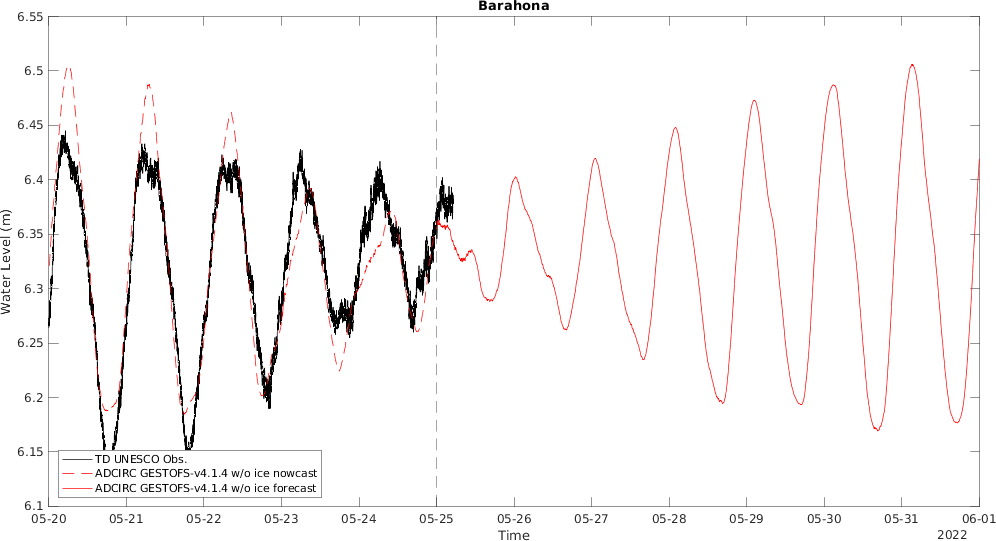 Barahona
6.55
6.5
6.45
6.4
6.35
6.3
6.25
6.2
6.15
6.1
Water Level (m)
TD UNESCO Obs.
ADCIRC GESTOFS-v4.1.4 w/o ice nowcast
ADCIRC GESTOFS-v4.1.4 w/o ice forecast
05-20 05-21 05-22 05-23 05-24 05-25 05-26 05-27 05-28 05-29 05-30 05-31 06-01
Time
2022